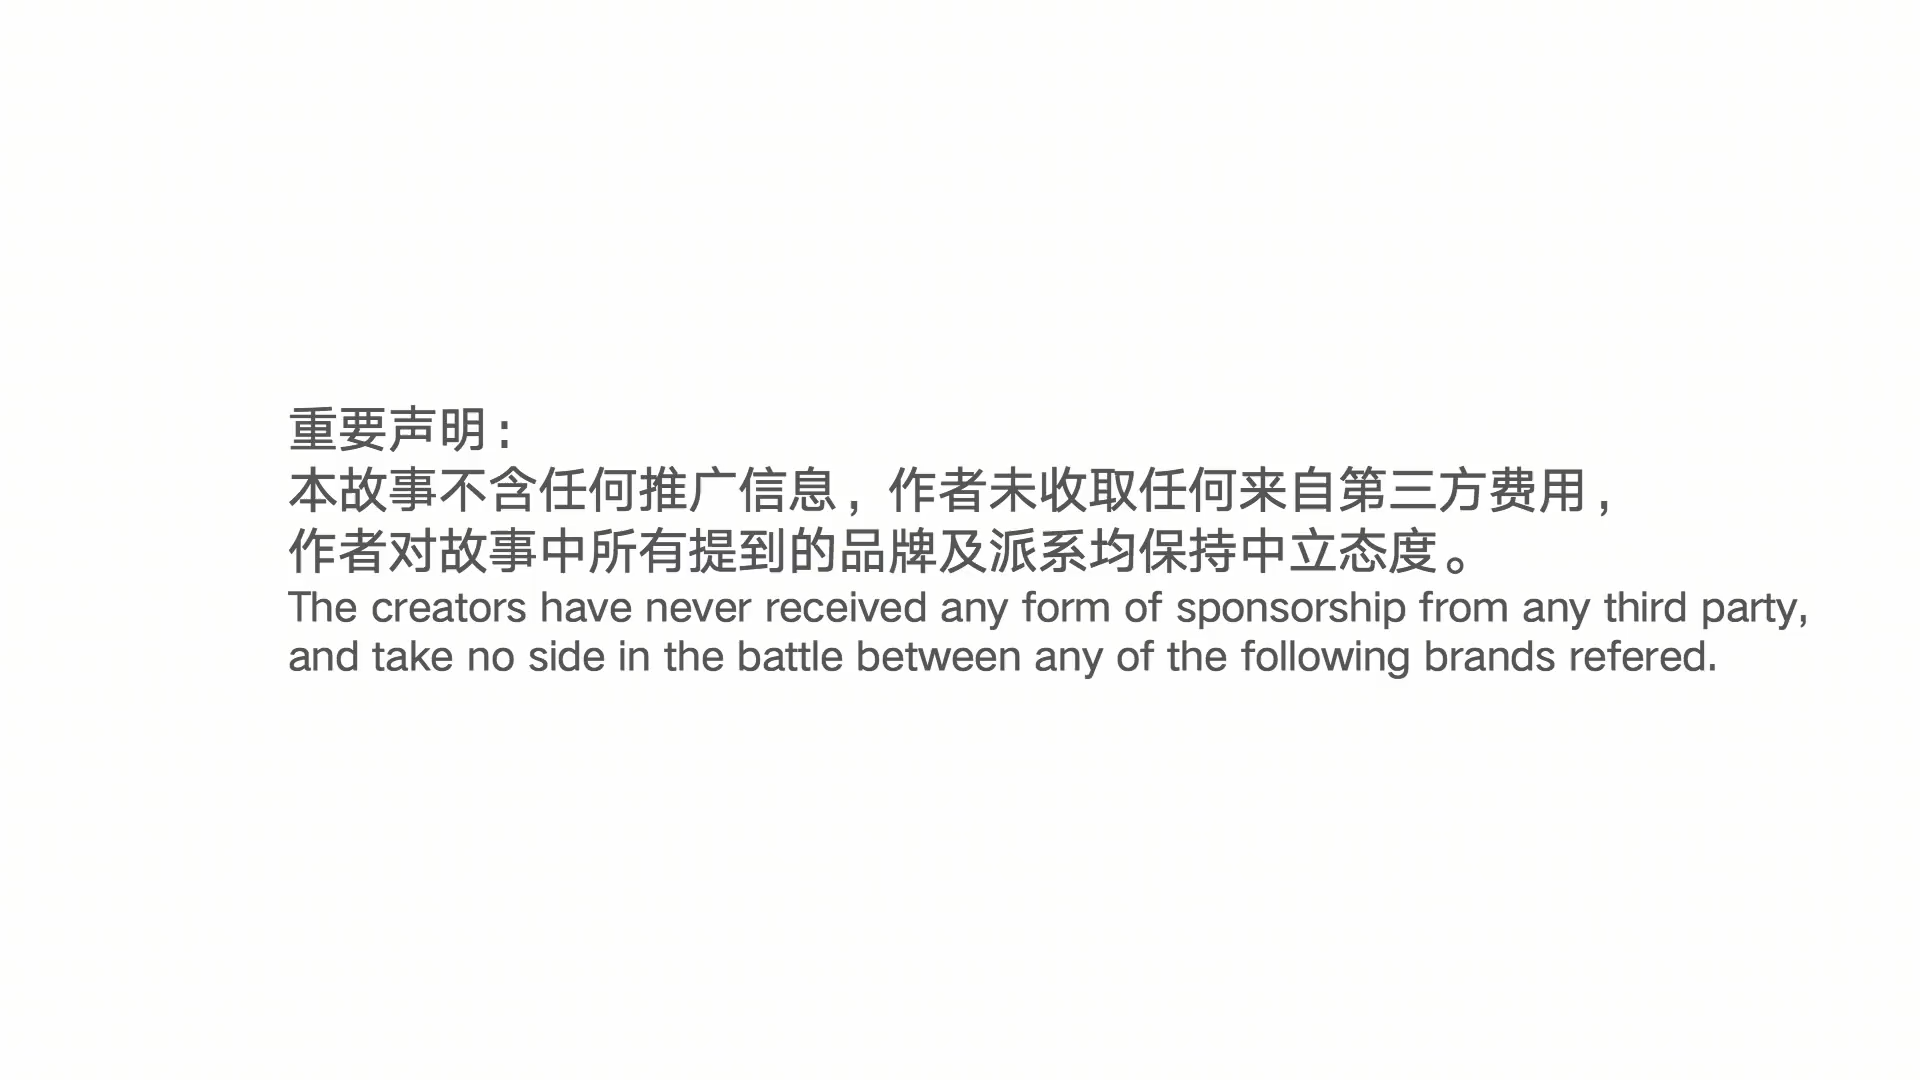 重要声明：
本故事不含任何推广信息，作者未收取任何来自第三方费用，
作者对故事中所有提到的品牌及派系均保持中立态度。
The creators have never received any form of sponsorship from any third party,
and take no side in the battle between any of the following brands refered.